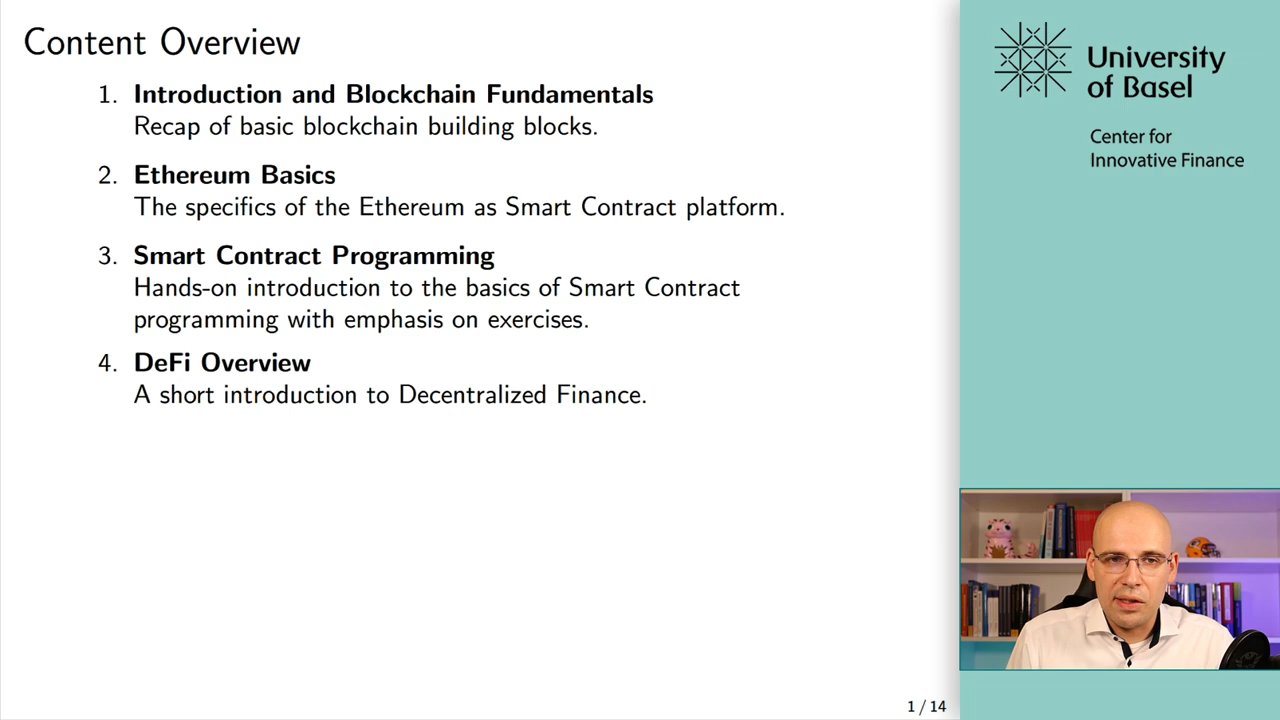 Content Overview
1. Introduction and Blockchain Fundamentals
Recap of basic blockchain building blocks.
2. Ethereum Basics
The specifics of the Ethereum as Smart Contract platform.
3. Smart Contract Programming
Hands-on introduction to the basics of Smart Contract
programming with emphasis on exercises.
4. DeFi Overview
A short introduction to Decentralized Finance.
1 / 14
University
of Basel
Center for
Innovative Finance